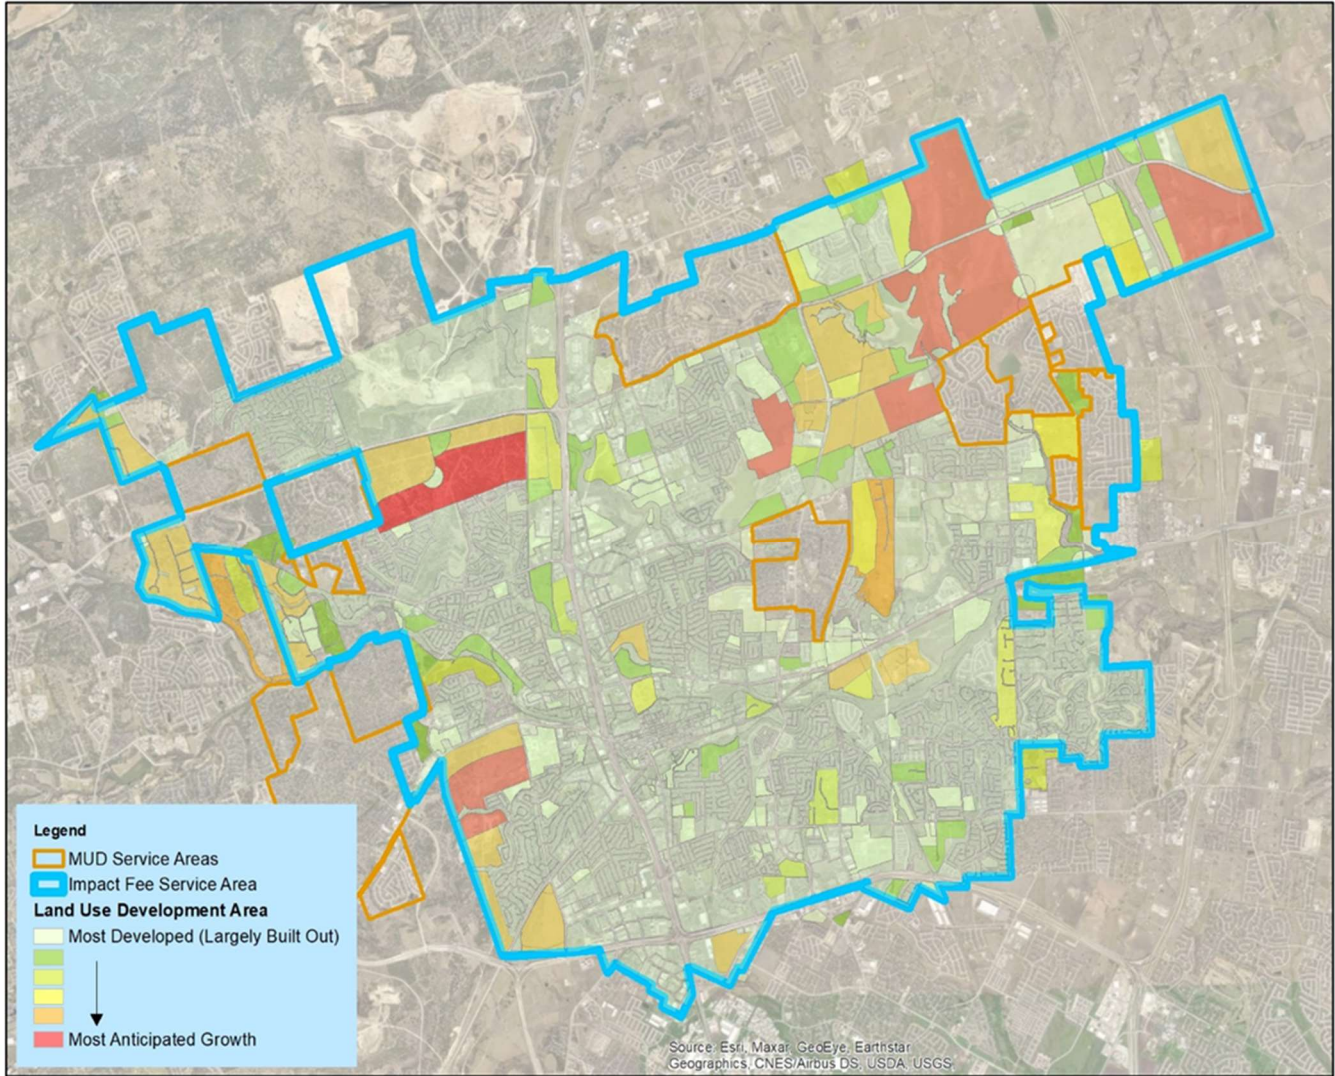 Legend
MUD Service Areas
Impact Fee Service Area
Land Use Development Area
Most Developed (Largely Built Out)
Most Anticipated Growth
Source: Esri, Maxar, GeoEye, Earthstar
Geographics, CNES/Airbus DS, USDA, USGS,